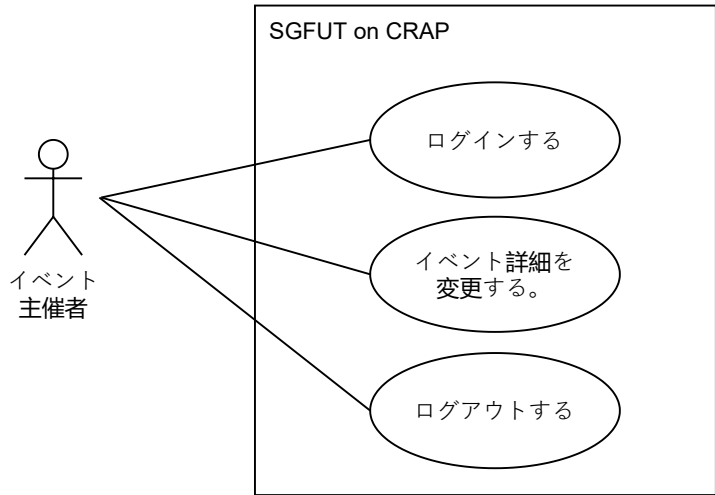 SGFUT on CRAP
ログインする
イベント詳細を
変更する。
ログアウトする
イベント
主催者